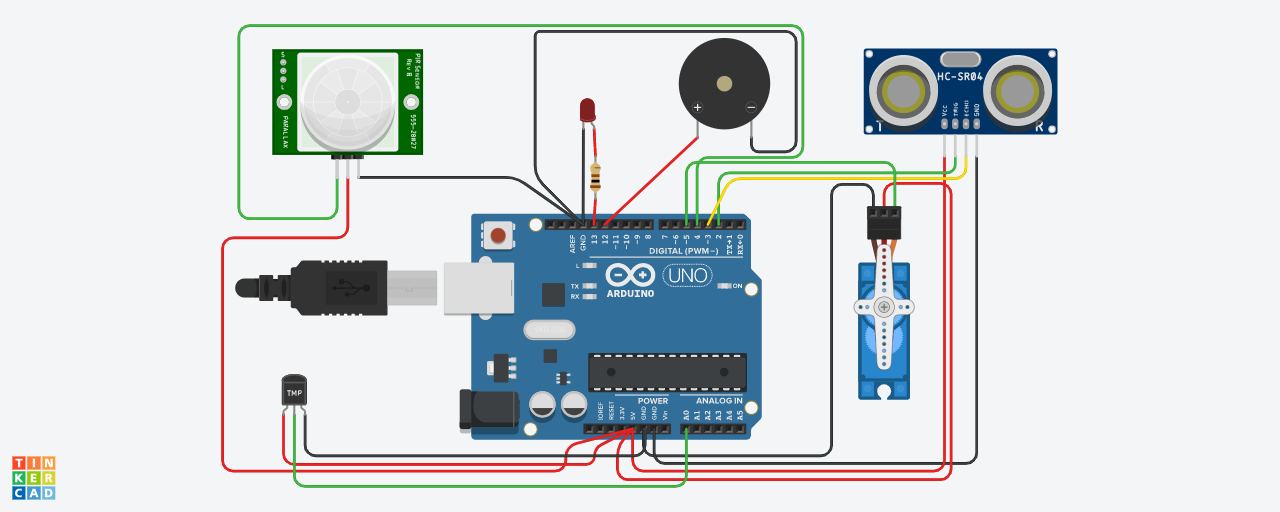 PIR Sensor
Rev A
PARALLAX
555-28027
HC-SR04
VCC
TRIG
ECHO
GND
T
R
AREF
GND
13
12
~11
~10
~9
8
7
~6
~5
4
~3
2
TX→1
RX←0
DIGITAL (PWM~)
L
TX
RX
ARDUINO
UNO
ON
TMP
POWER
ANALOG IN
IOREF
RESET
3.3V
5V
GND
GND
Vin
A0
A1
A2
A3
A4
A5
TIN
KER
CAD